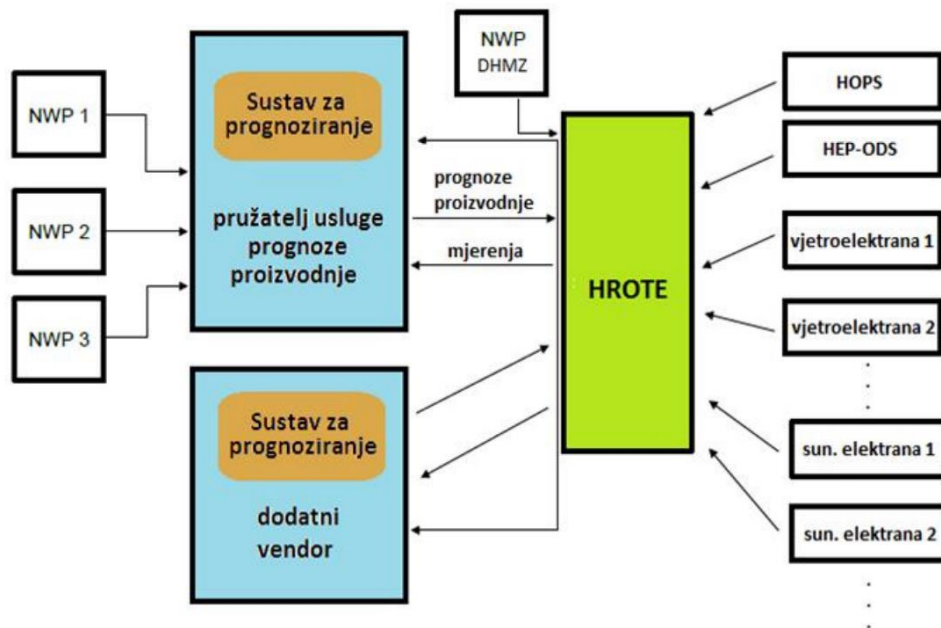 NWP 1
NWP 2
NWP 3
Sustav za
prognoziranje
pružatelj usluge
prognoze
proizvodnje
Sustav za
prognoziranje
dodatni
vendor
NWP
DHMZ
prognoze
proizvodnje
mjerenja
HROTE
HOPS
HEP-ODS
vjetroelektrana 1
vjetroelektrana 2
sun. elektrana 1
sun. elektrana 2